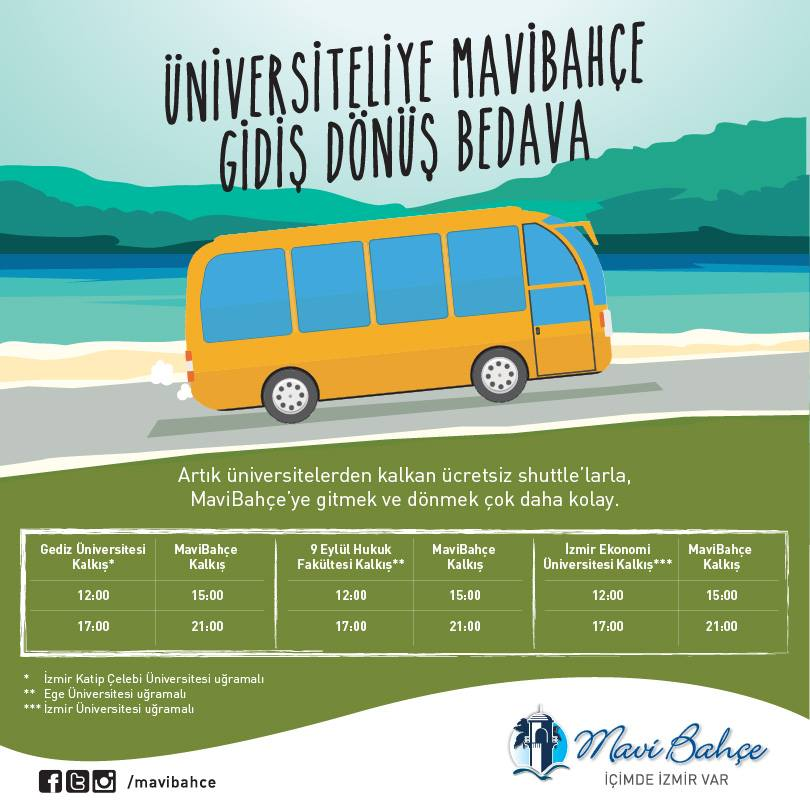 ÜNİVERSİTELİYE MAVİBAHÇE
GİDİŞ DÖNÜŞ BEDAVA
Artık üniversitelerden kalkan ücretsiz shuttle'larla,
MaviBahçe'ye gitmek ve dönmek çok daha kolay.
Gediz Üniversitesi Kalkış*
MaviBahçe Kalkış
12:00 15:00
17:00 21:00
9 Eylül Hukuk Fakültesi Kalkış**
MaviBahçe Kalkış
12:00 15:00
17:00 21:00
İzmir Ekonomi Üniversitesi Kalkış***
MaviBahçe Kalkış
12:00 15:00
17:00 21:00
* İzmir Katip Çelebi Üniversitesi uğramalı
** Ege Üniversitesi uğramalı
*** İzmir Üniversitesi uğramalı
Mavi Bahçe
İÇİMDE İZMİR VAR
/mavibahce